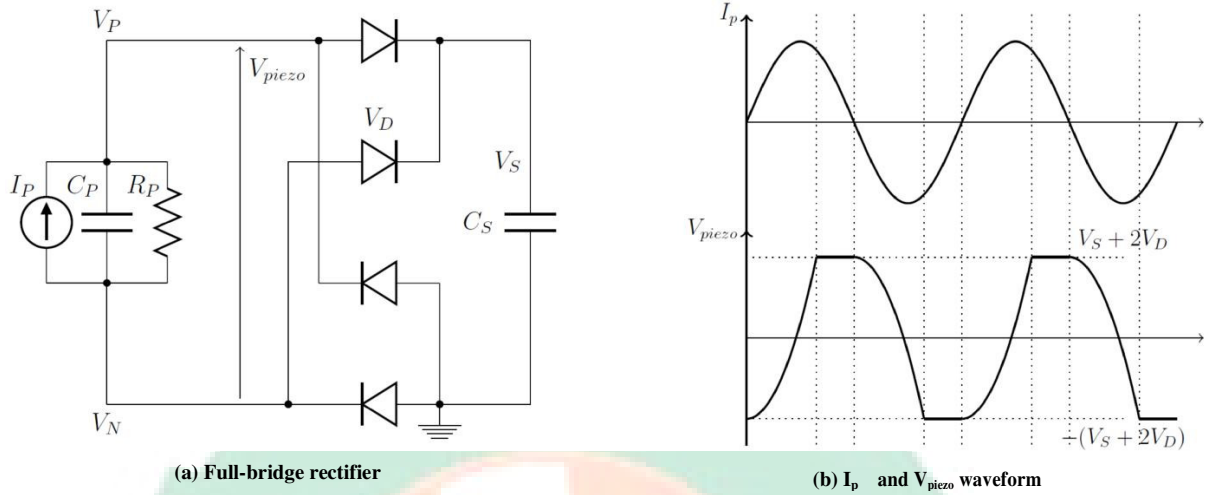 V_P
V_piezo
V_D
V_S
I_P
C_P
R_P
C_S
V_N
(a) Full-bridge rectifier
I_p
V_piezo
V_S + 2V_D
-(V_S + 2V_D)
(b) I_p and V_piezo waveform